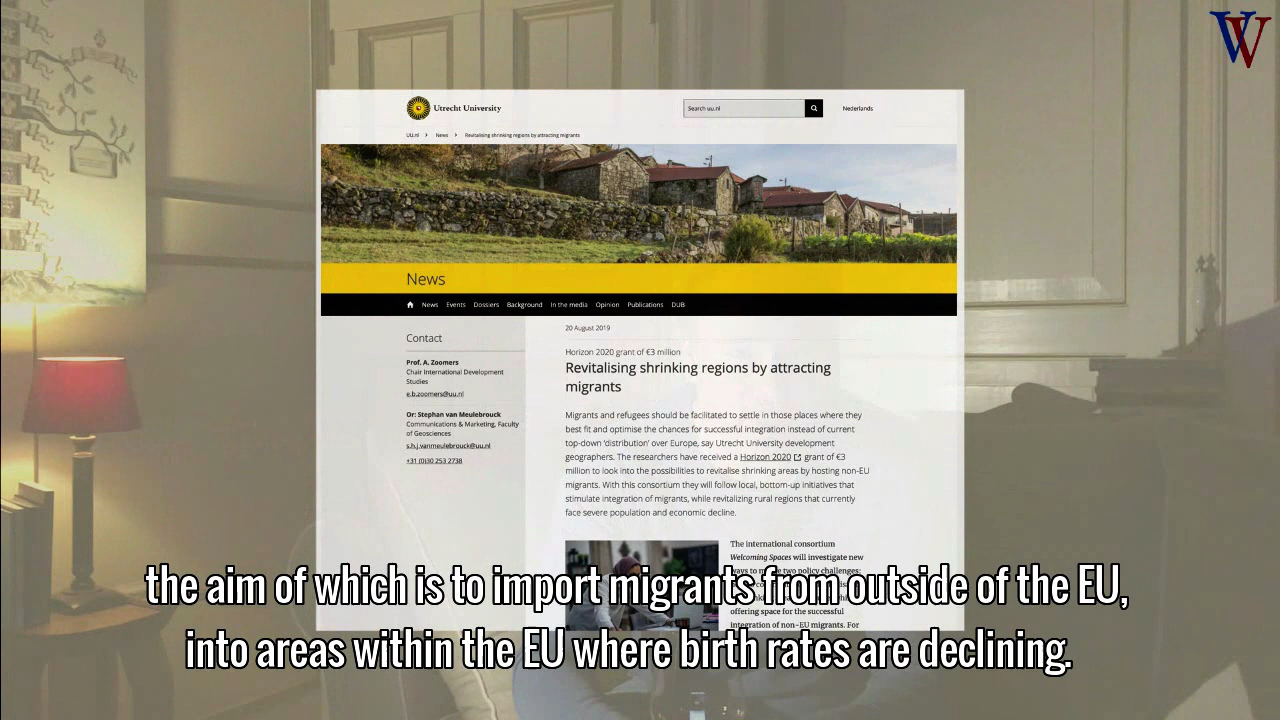 W
Utrecht University
Search uu.nl
Nederlands
UU.nl > News > Revitalising shrinking regions by attracting migrants
News
News Events Dossiers Background In the media Opinion Publications DUB
Contact
Prof. A. Zoomers
Chair International Development
Studies
e.b.zoomers@uu.nl
Or: Stephan van Meulebrouck
Communications & Marketing, Faculty
of Geosciences
s.h.j.vanmeulebrouck@uu.nl
+31 (0)30 253 2738
20 August 2019
Horizon 2020 grant of €3 million
Revitalising shrinking regions by attracting
migrants
Migrants and refugees should be facilitated to settle in those places where they
best fit and optimise the chances for successful integration instead of current
top-down 'distribution' over Europe, say Utrecht University development
geographers. The researchers have received a Horizon 2020 grant of €3
million to look into the possibilities to revitalise shrinking areas by hosting non-EU
migrants. With this consortium they will follow local, bottom-up initiatives that
stimulate integration of migrants, while revitalizing rural regions that currently
face severe population and economic decline.
The international consortium
Welcoming Spaces will investigate new
ways to two policy challenges:
offering space for the successful
integration of non-EU migrants. For
the aim of which is to import migrants from outside of the EU,
into areas within the EU where birth rates are declining.